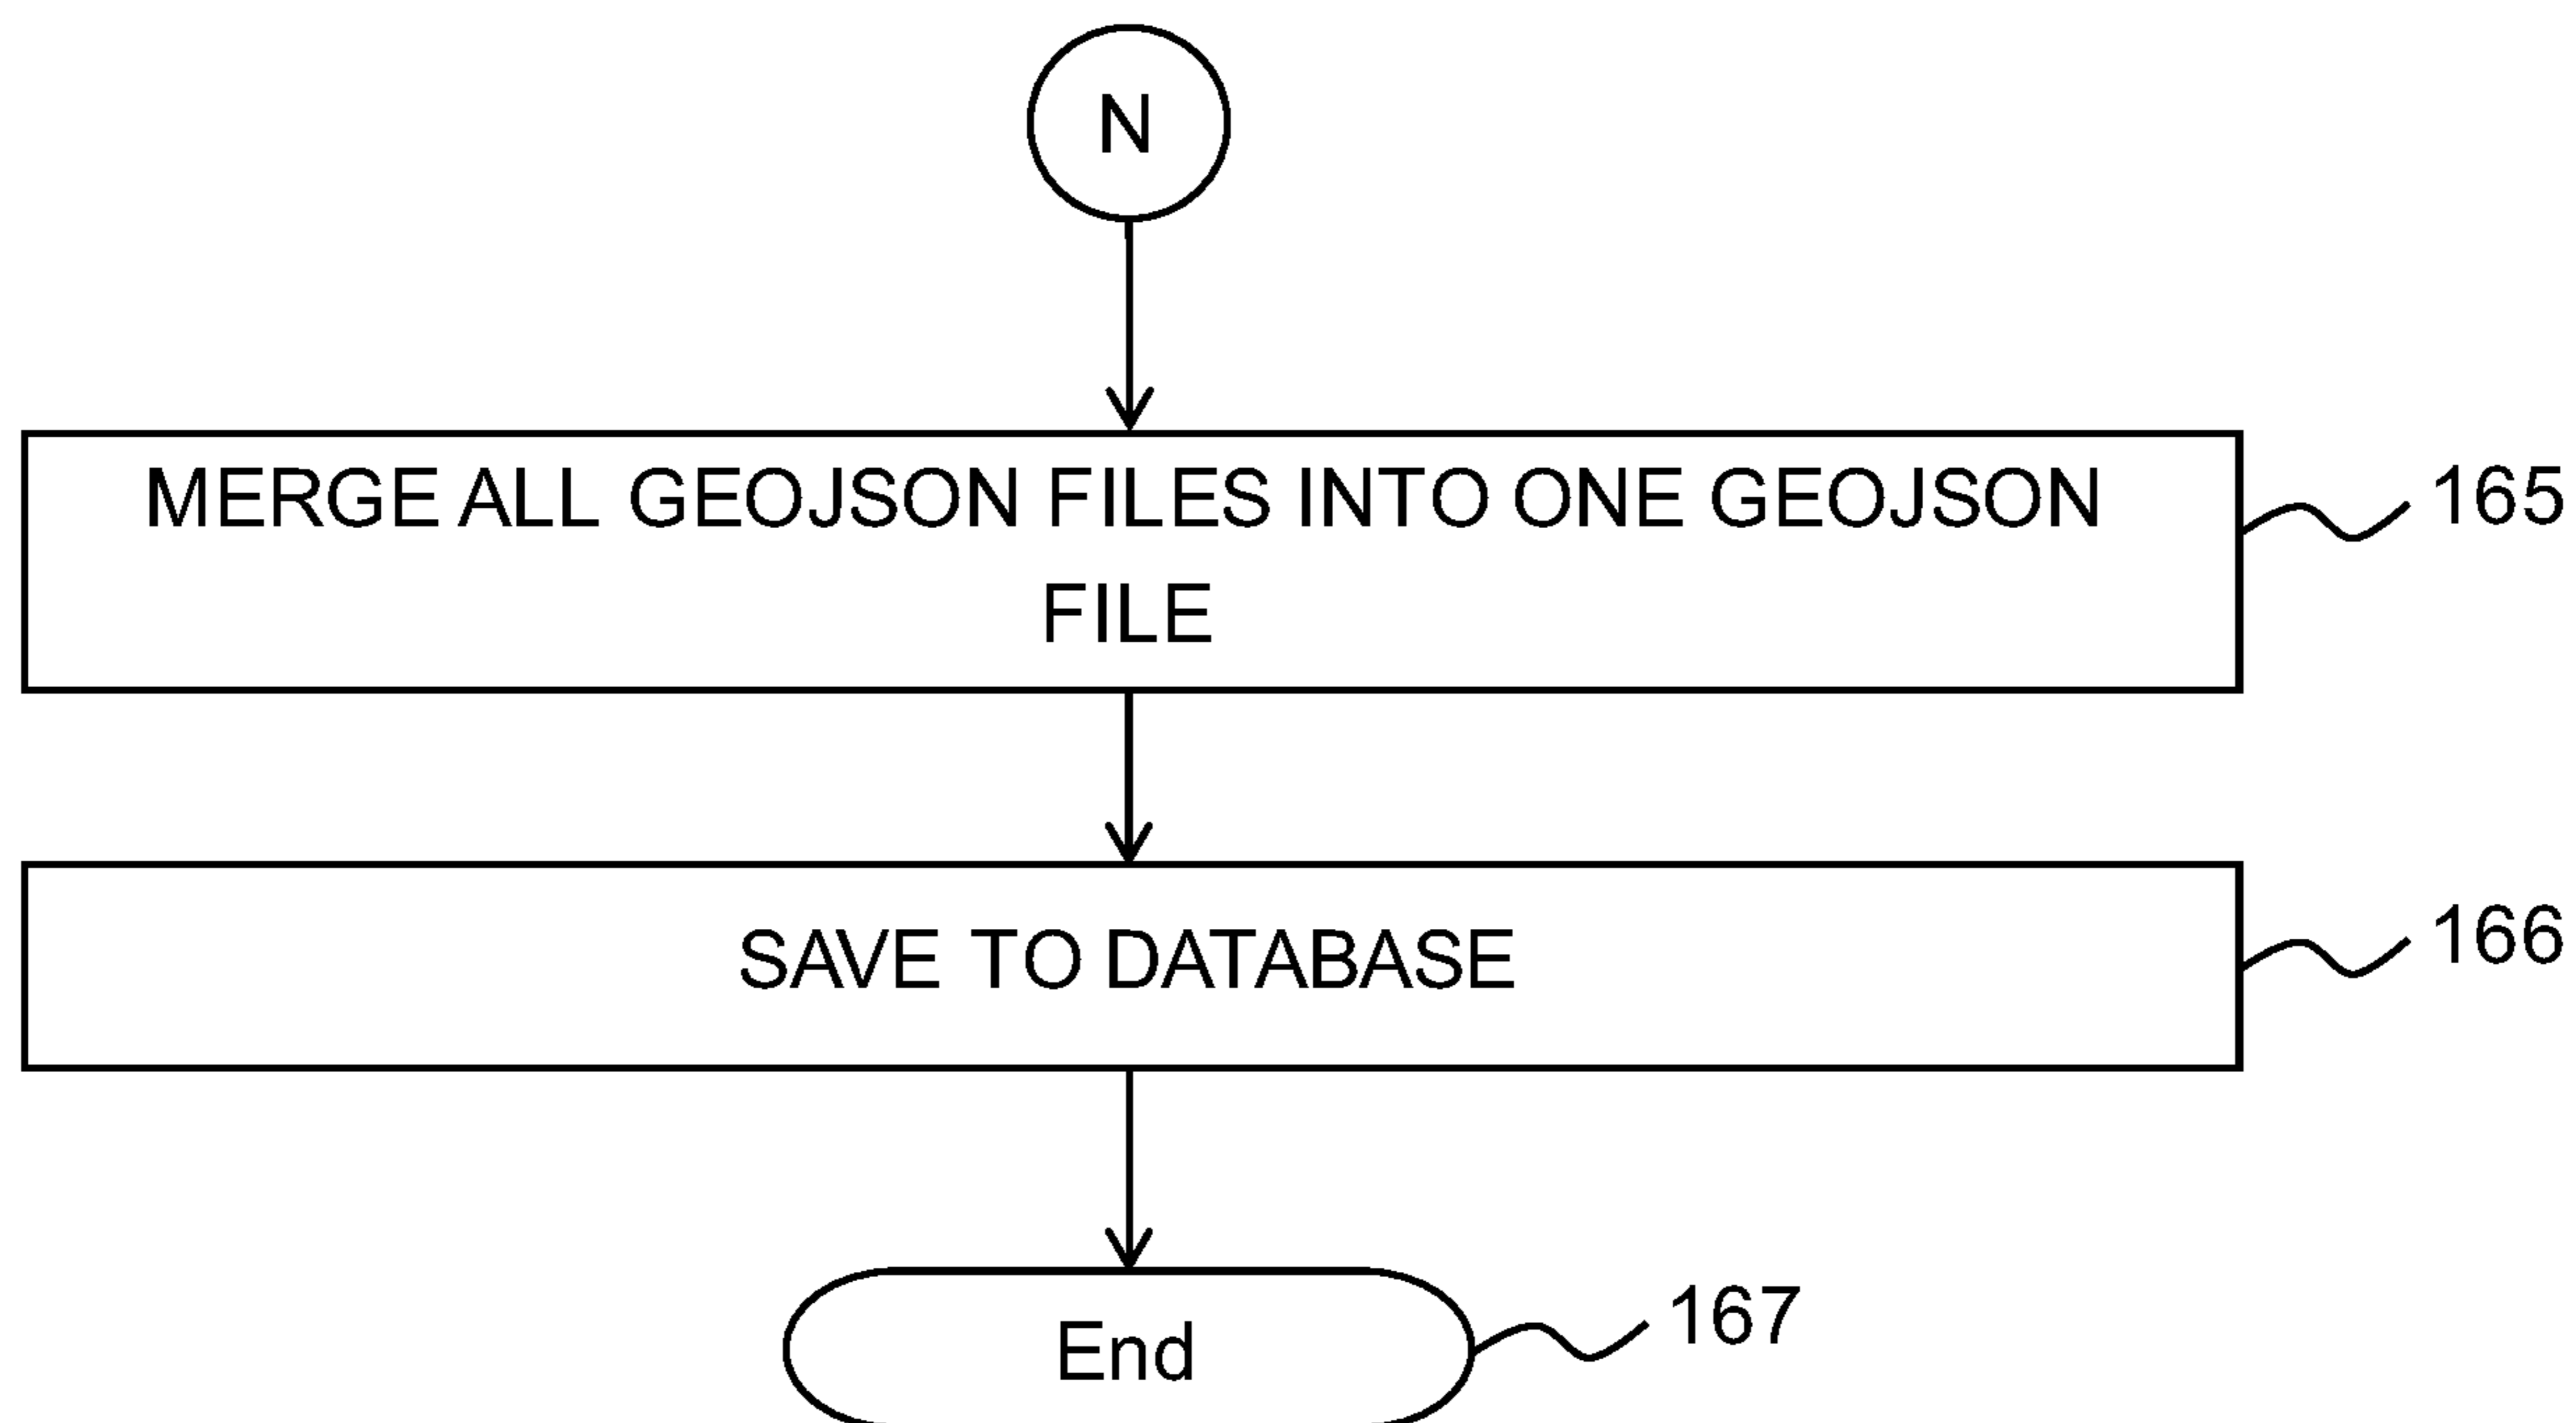 N
MERGE ALL GEOJSON FILES INTO ONE GEOJSON
FILE
165
SAVE TO DATABASE
166
End
167